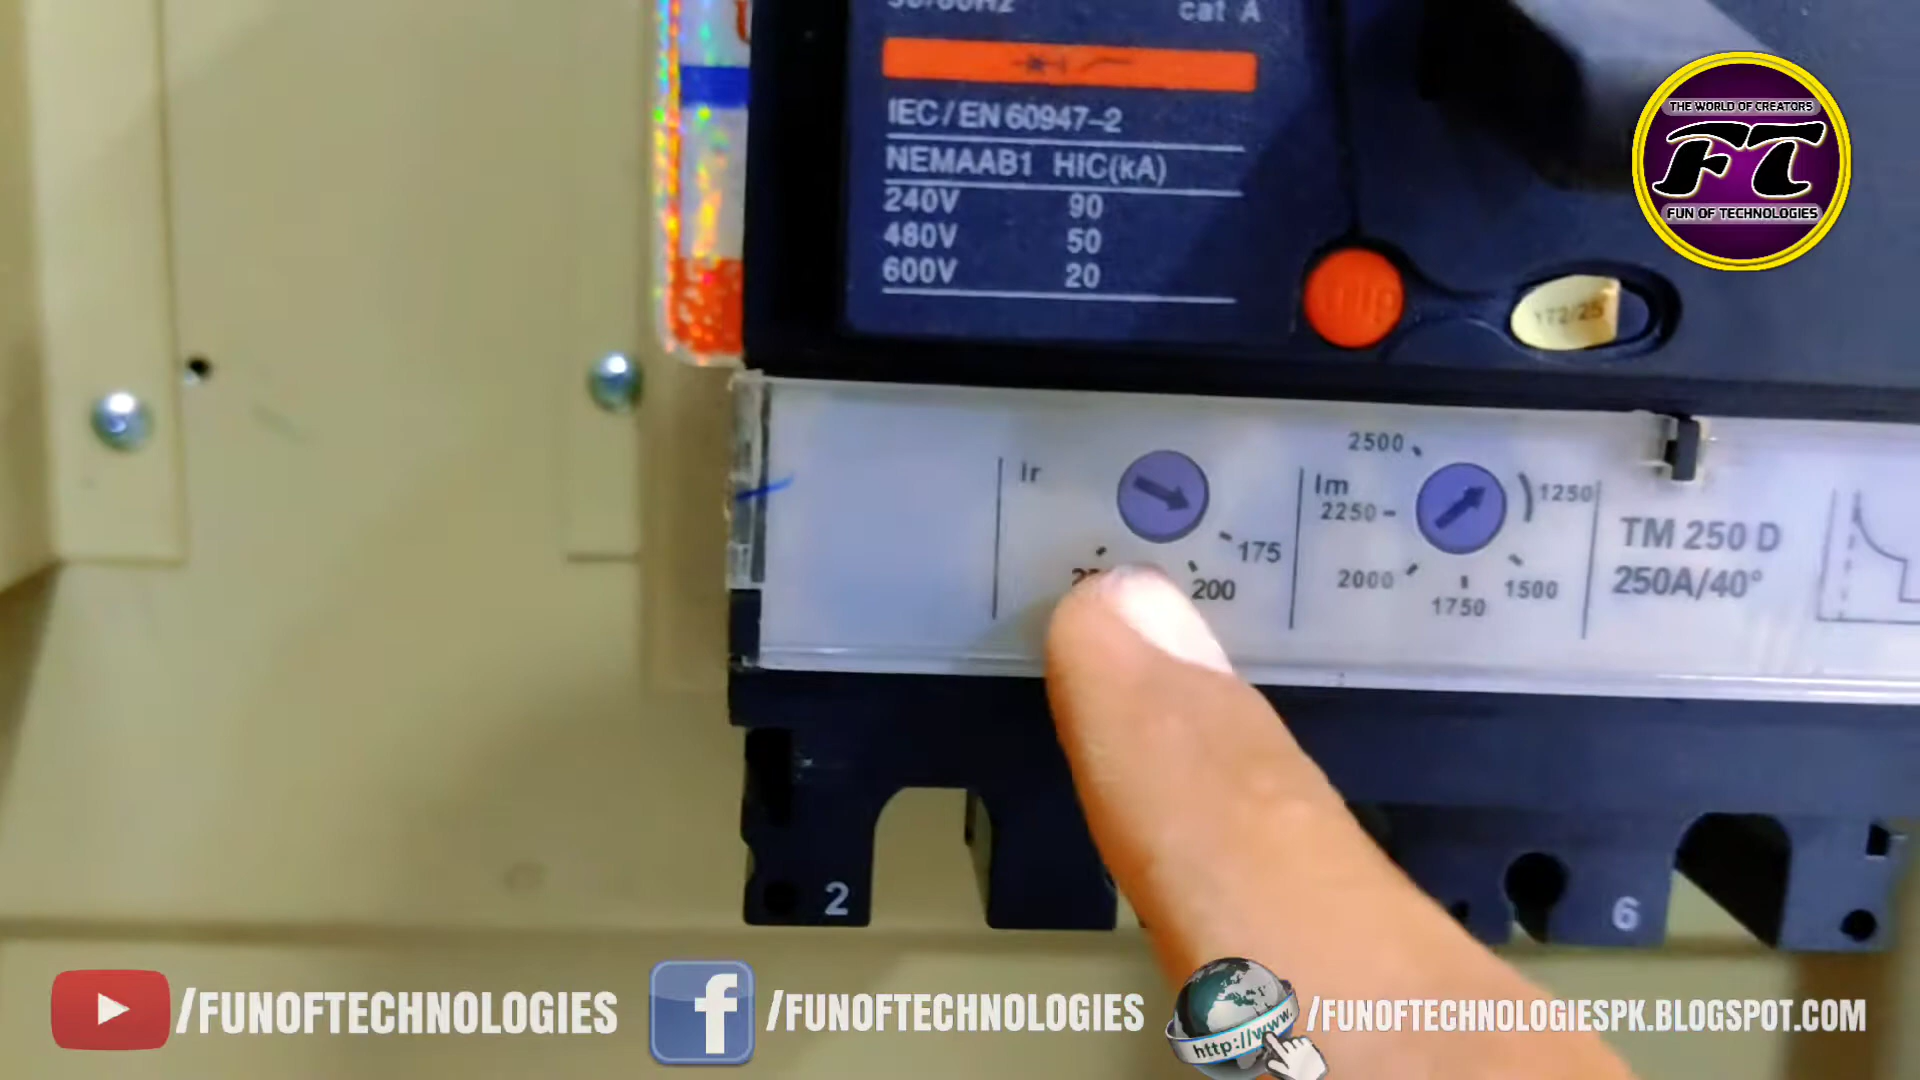 cat A
IEC/EN 60947-2
NEMAAB1 HIC(kA)
240V 90
480V 50
600V 20
172/25
THE WORLD OF CREATORS
FT
FUN OF TECHNOLOGIES
Ir
175
200
Im
2500
2250
2000
1750
1500
1250
TM 250 D
250A/40°
2
6
/FUNOFTECHNOLOGIES
f
/FUNOFTECHNOLOGIES
http://www.
/FUNOFTECHNOLOGIESPK.BLOGSPOT.COM